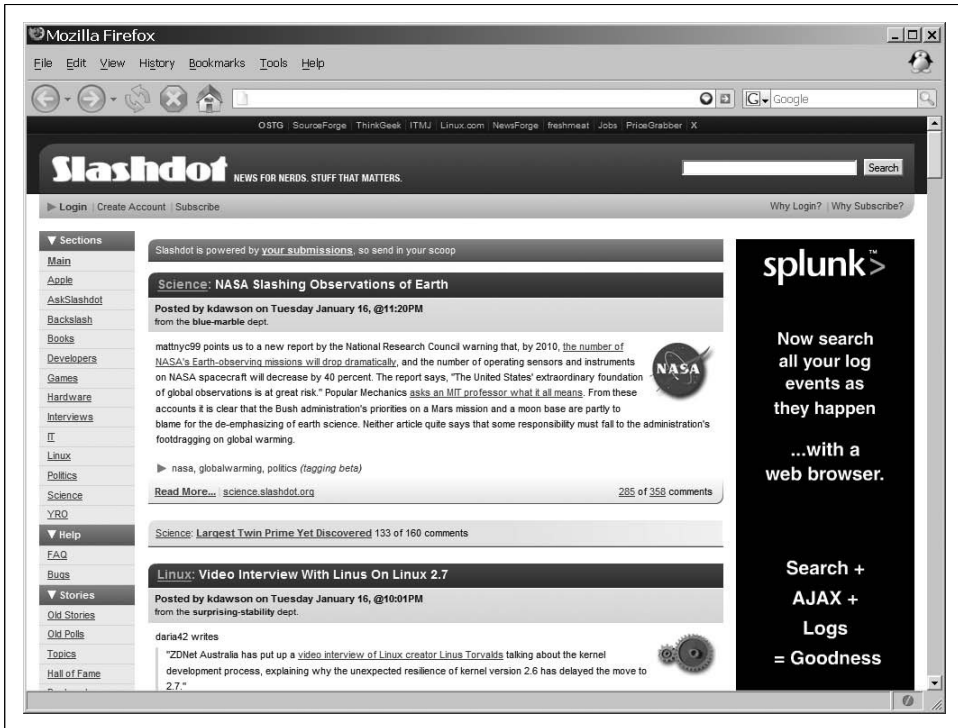 Mozilla Firefox
File Edit View History Bookmarks Tools Help
G Google
OSTG | SourceForge | ThinkGeek | ITMJ | Linux.com | NewsForge | freshmeat | Jobs | PriceGrabber | X
Slashdot NEWS FOR NERDS. STUFF THAT MATTERS.
Search
Login | Create Account | Subscribe
Why Login? | Why Subscribe?
Sections
Main
Apple
AskSlashdot
Backslash
Books
Developers
Games
Hardware
Interviews
IT
Linux
Politics
Science
YRO
Help
FAQ
Bugs
Stories
Old Stories
Old Polls
Topics
Hall of Fame
Slashdot is powered by your submissions, so send in your scoop
Science: NASA Slashing Observations of Earth
Posted by kdawson on Tuesday January 16, @11:20PM
from the blue-marble dept.
mattnyc99 points us to a new report by the National Research Council warning that, by 2010, the number of
NASA's Earth-observing missions will drop dramatically, and the number of operating sensors and instruments
on NASA spacecraft will decrease by 40 percent. The report says, "The United States' extraordinary foundation
of global observations is at great risk." Popular Mechanics asks an MIT professor what it all means. From these
accounts it is clear that the Bush administration's priorities on a Mars mission and a moon base are partly to
blame for the de-emphasizing of earth science. Neither article quite says that some responsibility must fall to the administration's
footdragging on global warming.
NASA
nasa, globalwarming, politics (tagging beta)
Read More... | science.slashdot.org
285 of 358 comments
Science: Largest Twin Prime Yet Discovered 133 of 160 comments
Linux: Video Interview With Linus On Linux 2.7
Posted by kdawson on Tuesday January 16, @10:01PM
from the surprising-stability dept.
daria42 writes
"ZDNet Australia has put up a video interview of Linux creator Linus Torvalds talking about the kernel
development process, explaining why the unexpected resilience of kernel version 2.6 has delayed the move to
2.7."
splunk> ™
Now search
all your log
events as
they happen
...with a
web browser.
Search +
AJAX +
Logs
= Goodness